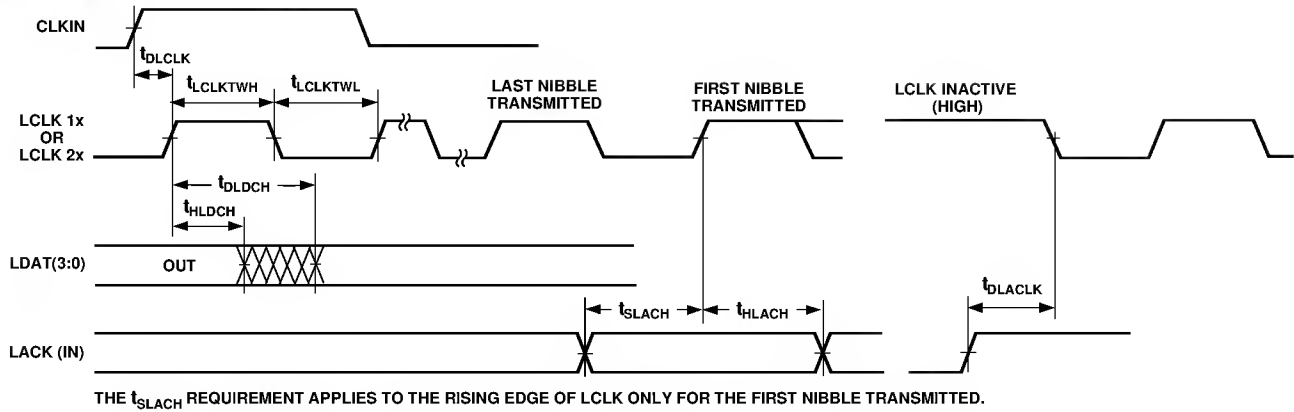 CLKIN
tDLCLK
tLCLKTWH
tLCLKTWL
LAST NIBBLE
TRANSMITTED
FIRST NIBBLE
TRANSMITTED
LCLK INACTIVE
(HIGH)
LCLK 1x
OR
LCLK 2x
tDLDCH
tHLDCH
LDAT(3:0)
OUT
tSLACH
tHLACH
tDLACLK
LACK (IN)
THE tSLACH REQUIREMENT APPLIES TO THE RISING EDGE OF LCLK ONLY FOR THE FIRST NIBBLE TRANSMITTED.